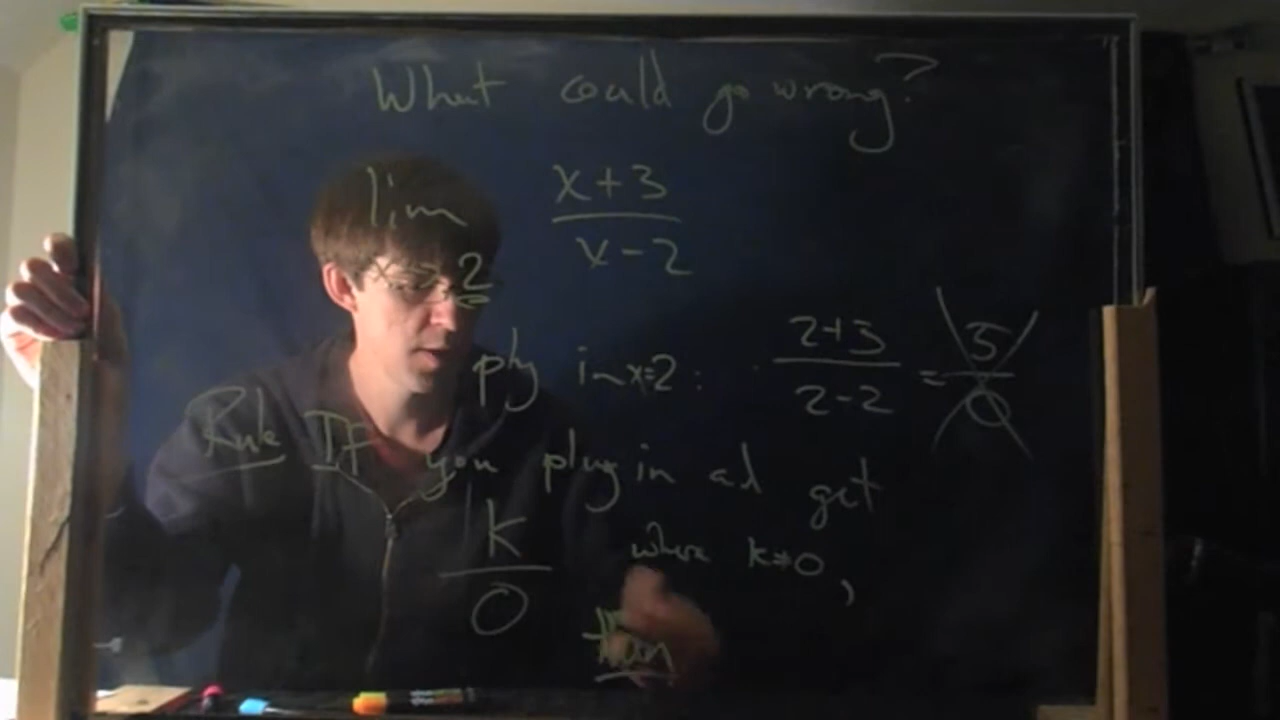 What could go wrong?
lim x→2 x+3 / x-2
plug in x=2: 2+3 / 2-2 = 5 / 0
Rule If you plug in and get
K / 0 where k≠0,
then